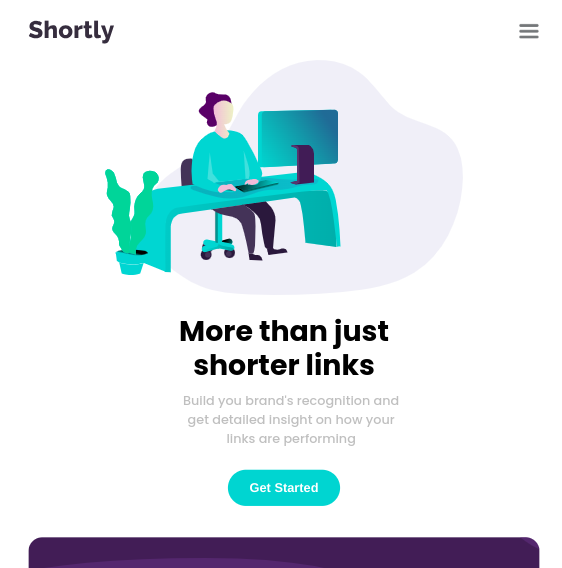 Shortly
More than just
shorter links
Build you brand's recognition and
get detailed insight on how your
links are performing
Get Started